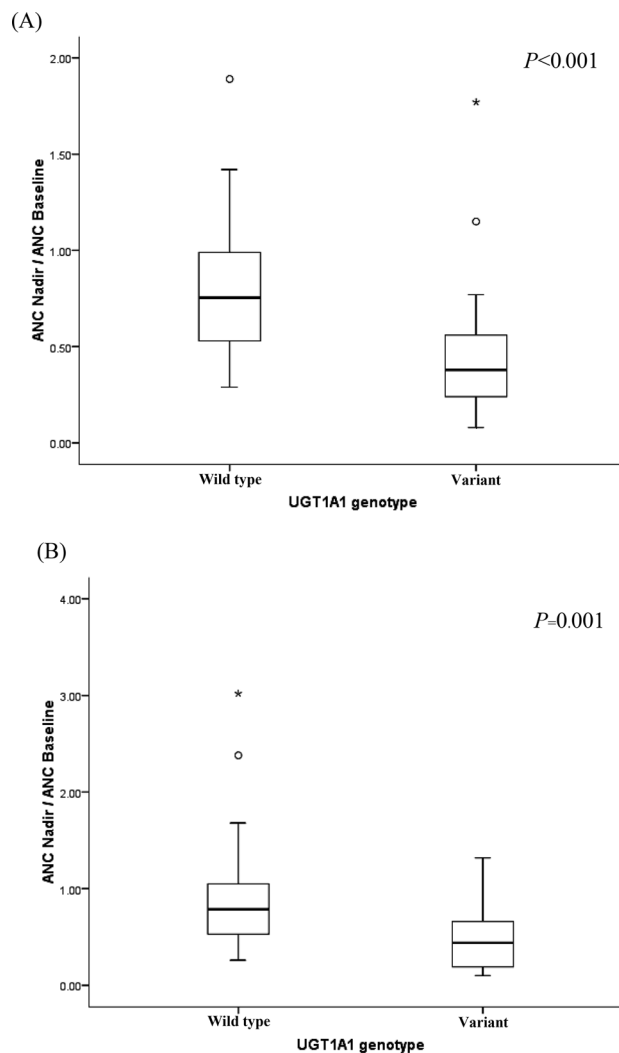 (A)
P<0.001
2.00
1.50
1.00
0.50
0.00
ANC Nadir / ANC Baseline
Wild type
Variant
UGT1A1 genotype
(B)
P=0.001
4.00
3.00
2.00
1.00
0.00
ANC Nadir / ANC Baseline
Wild type
Variant
UGT1A1 genotype